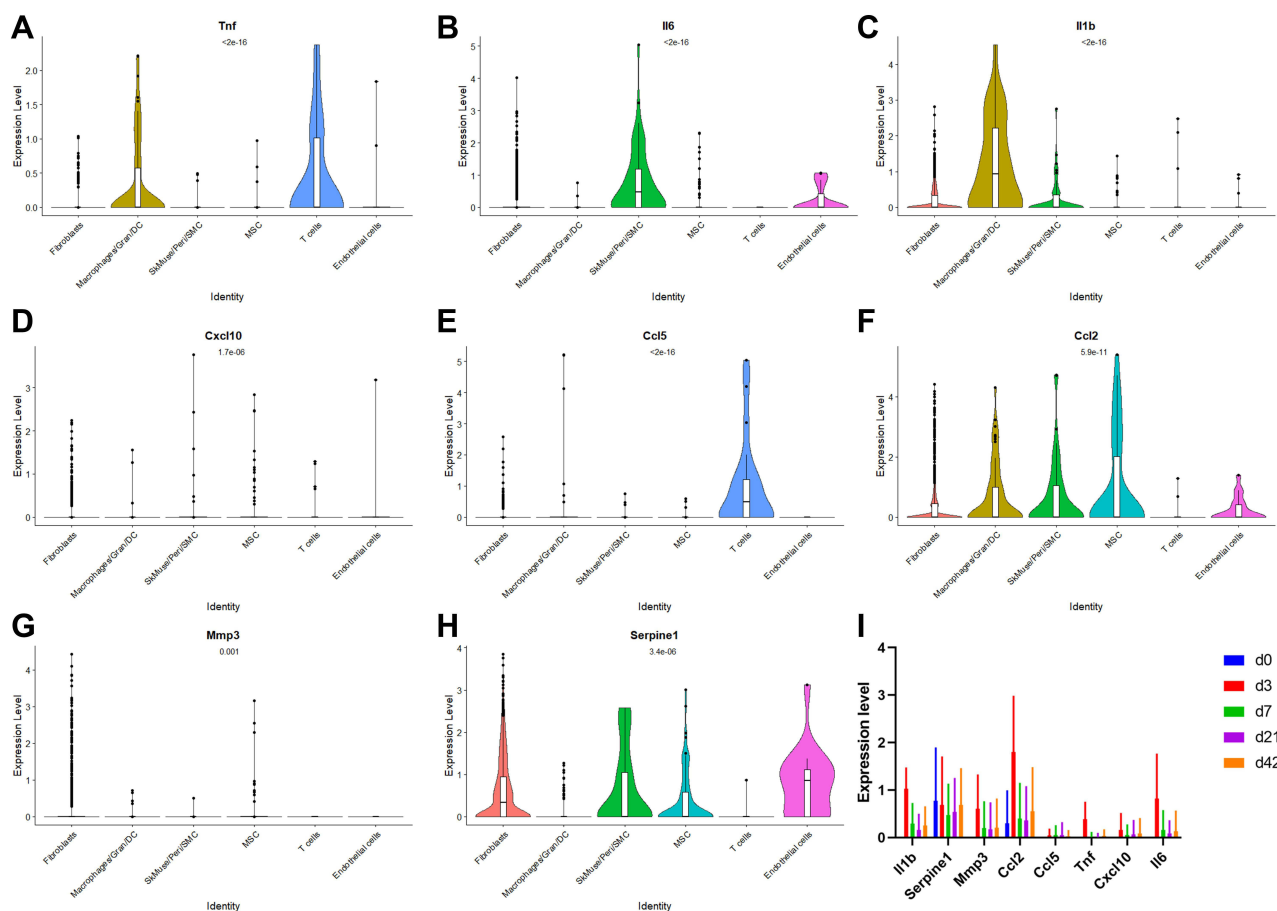 A
Tnf
<2e-16
Expression Level
2.0
1.5
1.0
0.5
0.0
Fibroblasts
Macrophages/Gran/DC
SkMuse/Peri/SMC
MSC
T cells
Endothelial cells
Identity
B
Il6
<2e-16
Expression Level
5
4
3
2
1
0
Fibroblasts
Macrophages/Gran/DC
SkMuse/Peri/SMC
MSC
T cells
Endothelial cells
Identity
C
Il1b
<2e-16
Expression Level
4
3
2
1
0
Fibroblasts
Macrophages/Gran/DC
SkMuse/Peri/SMC
MSC
T cells
Endothelial cells
Identity
D
Cxcl10
1.7e-06
Expression Level
3
2
1
0
Fibroblasts
Macrophages/Gran/DC
SkMuse/Peri/SMC
MSC
T cells
Endothelial cells
Identity
E
Ccl5
<2e-16
Expression Level
5
4
3
2
1
0
Fibroblasts
Macrophages/Gran/DC
SkMuse/Peri/SMC
MSC
T cells
Endothelial cells
Identity
F
Ccl2
5.9e-11
Expression Level
4
2
0
Fibroblasts
Macrophages/Gran/DC
SkMuse/Peri/SMC
MSC
T cells
Endothelial cells
Identity
G
Mmp3
0.001
Expression Level
4
3
2
1
0
Fibroblasts
Macrophages/Gran/DC
SkMuse/Peri/SMC
MSC
T cells
Endothelial cells
Identity
H
Serpine1
3.4e-06
Expression Level
4
3
2
1
0
Fibroblasts
Macrophages/Gran/DC
SkMuse/Peri/SMC
MSC
T cells
Endothelial cells
Identity
I
Expression level
4
3
2
1
0
Il1b
Serpine1
Mmp3
Ccl2
Ccl5
Tnf
Cxcl10
Il6
d0
d3
d7
d21
d42